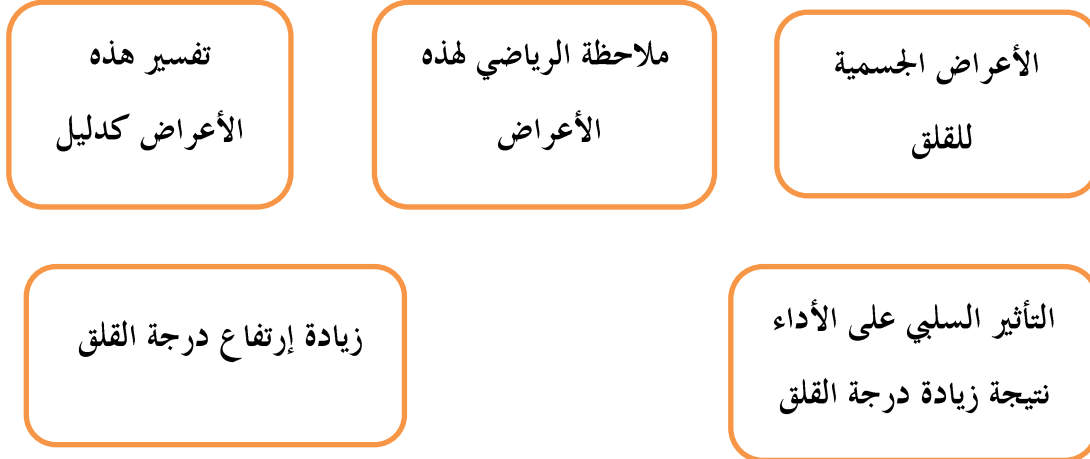 الأعراض الجسمية
للقلق
ملاحظة الرياضي لهذه
الأعراض
تفسير هذه
الأعراض كدليل
التأثير السلبي على الأداء
نتيجة زيادة درجة القلق
زيادة إرتفاع درجة القلق